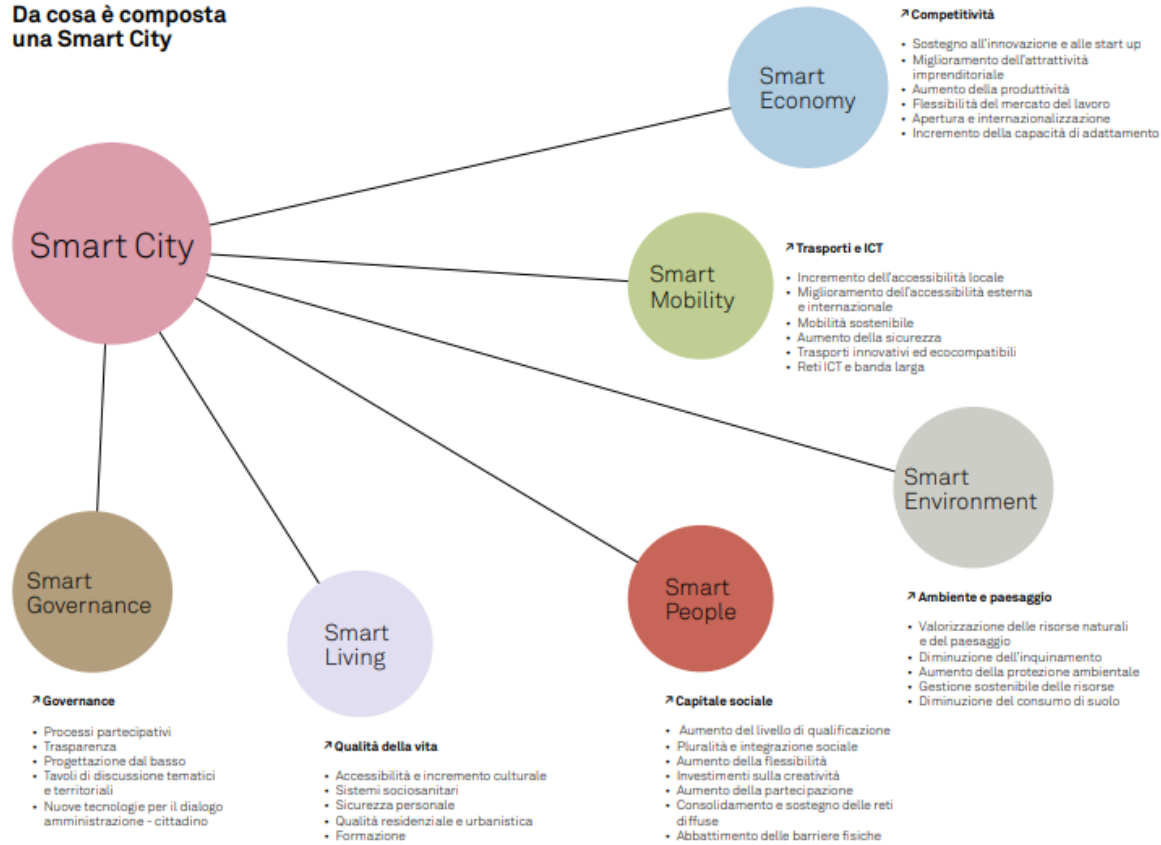 Da cosa è composta
una Smart City
Smart City
Smart
Economy
↗ Competitività
• Sostegno all'innovazione e alle start up
• Miglioramento dell'attrattività
imprenditoriale
• Aumento della produttività
• Flessibilità del mercato del lavoro
• Apertura e internazionalizzazione
• Incremento della capacità di adattamento
Smart
Mobility
↗ Trasporti e ICT
• Incremento dell'accessibilità locale
• Miglioramento dell'accessibilità esterna
e internazionale
• Mobilità sostenibile
• Aumento della sicurezza
• Trasporti innovativi ed ecocompatibili
• Reti ICT e banda larga
Smart
Environment
↗ Ambiente e paesaggio
• Valorizzazione delle risorse naturali
e del paesaggio
• Diminuzione dell'inquinamento
• Aumento della protezione ambientale
• Gestione sostenibile delle risorse
• Diminuzione del consumo di suolo
Smart
People
↗ Capitale sociale
• Aumento del livello di qualificazione
• Pluralità e integrazione sociale
• Aumento della flessibilità
• Investimenti sulla creatività
• Aumento della partecipazione
• Consolidamento e sostegno delle reti
diffuse
• Abbattimento delle barriere fisiche
Smart
Living
↗ Qualità della vita
• Accessibilità e incremento culturale
• Sistemi sociosanitari
• Sicurezza personale
• Qualità residenziale e urbanistica
• Formazione
Smart
Governance
↗ Governance
• Processi partecipativi
• Trasparenza
• Progettazione dal basso
• Tavoli di discussione tematici
e territoriali
• Nuove tecnologie per il dialogo
amministrazione - cittadino